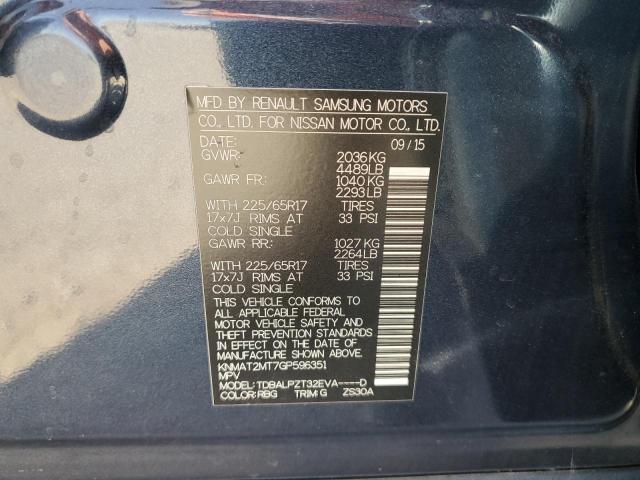 MFD BY RENAULT SAMSUNG MOTORS
CO., LTD. FOR NISSAN MOTOR CO., LTD.
DATE: 09/15
GVWR: 2036KG
4489LB
GAWR FR: 1040KG
2293LB
WITH 225/65R17 TIRES
17x7J RIMS AT 33 PSI
COLD SINGLE
GAWR RR: 1027KG
2264LB
WITH 225/65R17 TIRES
17x7J RIMS AT 33 PSI
COLD SINGLE
THIS VEHICLE CONFORMS TO
ALL APPLICABLE FEDERAL
MOTOR VEHICLE SAFETY AND
THEFT PREVENTION STANDARDS
IN EFFECT ON THE DATE OF
MANUFACTURE SHOWN ABOVE.
KNMAT2MT7GP596351
MPV
MODEL: TDBALPZT32EVA----D
COLOR: RBG TRIM: G ZS30A